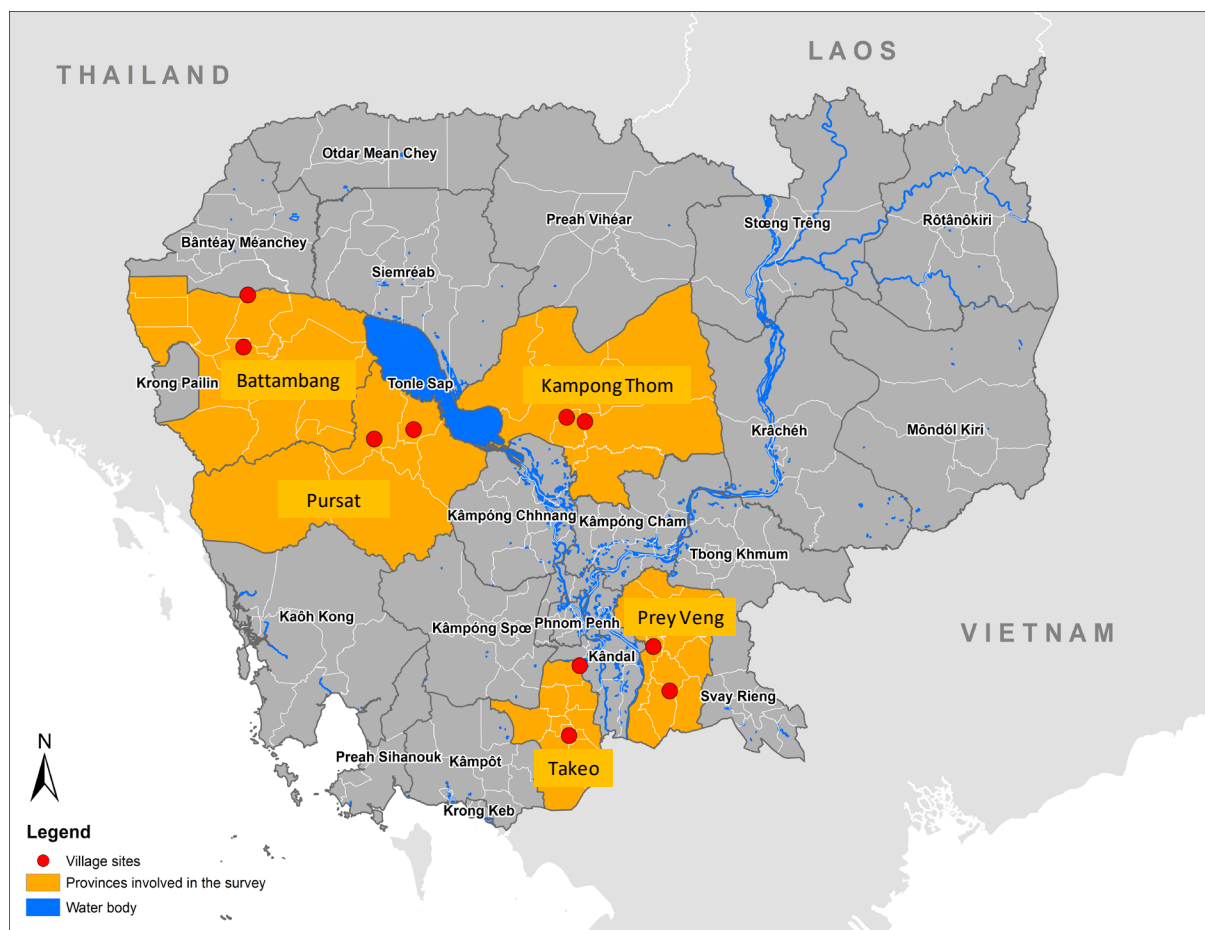 LAOS
THAILAND
Otdar Mean Chey
Preah Vihéar
Stœng Trêng
Rôtânôkiri
Bântéay Méanchey
Siemréab
Krong Pailin
Battambang
Tonle Sap
Kampong Thom
Krâchéh
Môndól Kiri
Pursat
Kâmpóng Chhnang
Kâmpóng Cham
Tbong Khmum
Kaôh Kong
Kâmpóng Spœ
Phnom Penh
Prey Veng
VIETNAM
Kândal
Svay Rieng
Preah Sihanouk
Kâmpôt
Takeo
Krong Keb
N
Legend
Village sites
Provinces involved in the survey
Water body